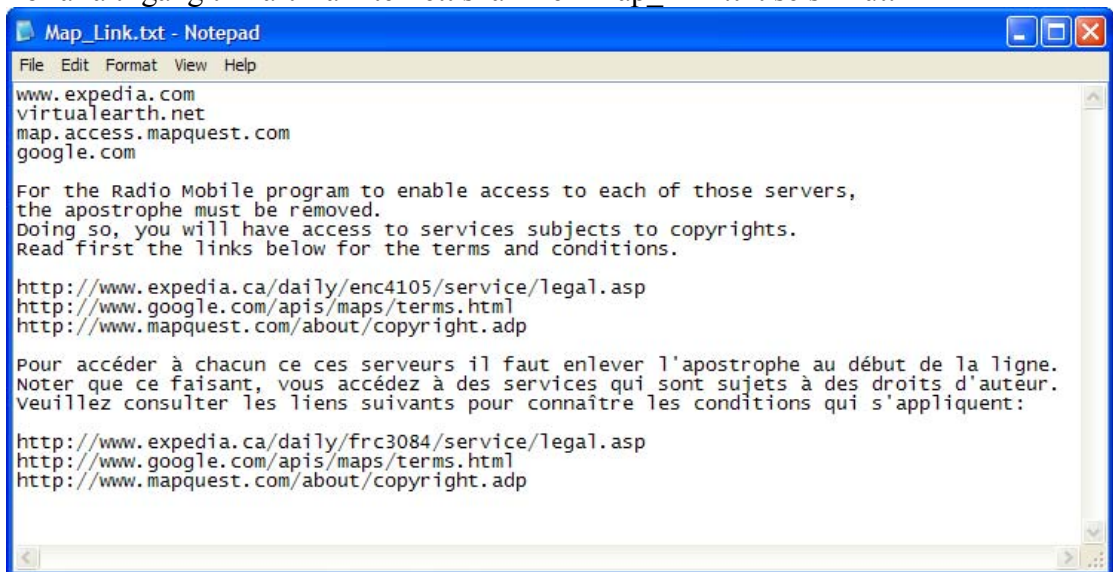 Map_Link.txt - Notepad
File Edit Format View Help
www.expedia.com
virtualearth.net
map.access.mapquest.com
google.com
For the Radio Mobile program to enable access to each of those servers,
the apostrophe must be removed.
Doing so, you will have access to services subjects to copyrights.
Read first the links below for the terms and conditions.
http://www.expedia.ca/daily/enc4105/service/legal.asp
http://www.google.com/apis/maps/terms.html
http://www.mapquest.com/about/copyright.adp
Pour accéder à chacun ce ces serveurs il faut enlever l'apostrophe au début de la ligne.
Noter que ce faisant, vous accédez à des services qui sont sujets à des droits d'auteur.
Veuillez consulter les liens suivants pour connaître les conditions qui s'appliquent:
http://www.expedia.ca/daily/frc3084/service/legal.asp
http://www.google.com/apis/maps/terms.html
http://www.mapquest.com/about/copyright.adp